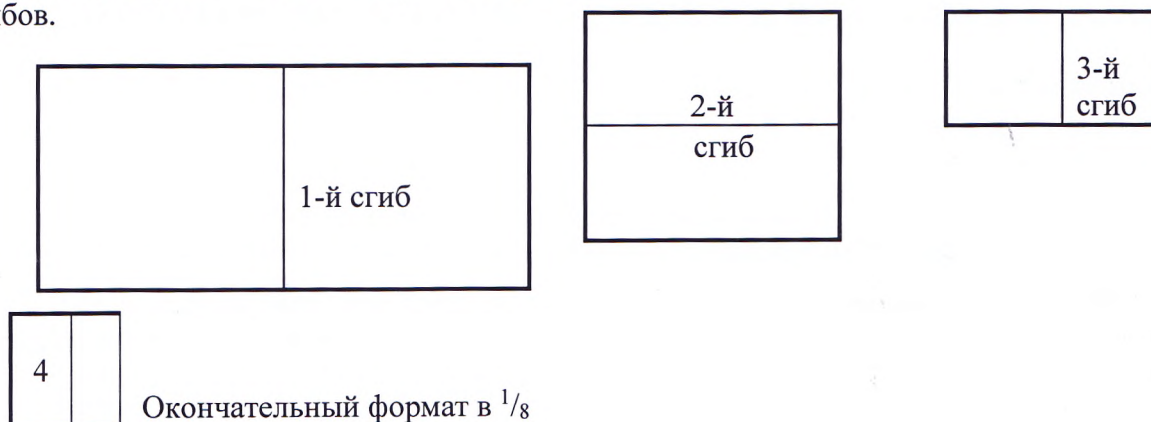 бов.
1-й сгиб
2-й
сгиб
3-й
сгиб
4
Окончательный формат в ¹/₈